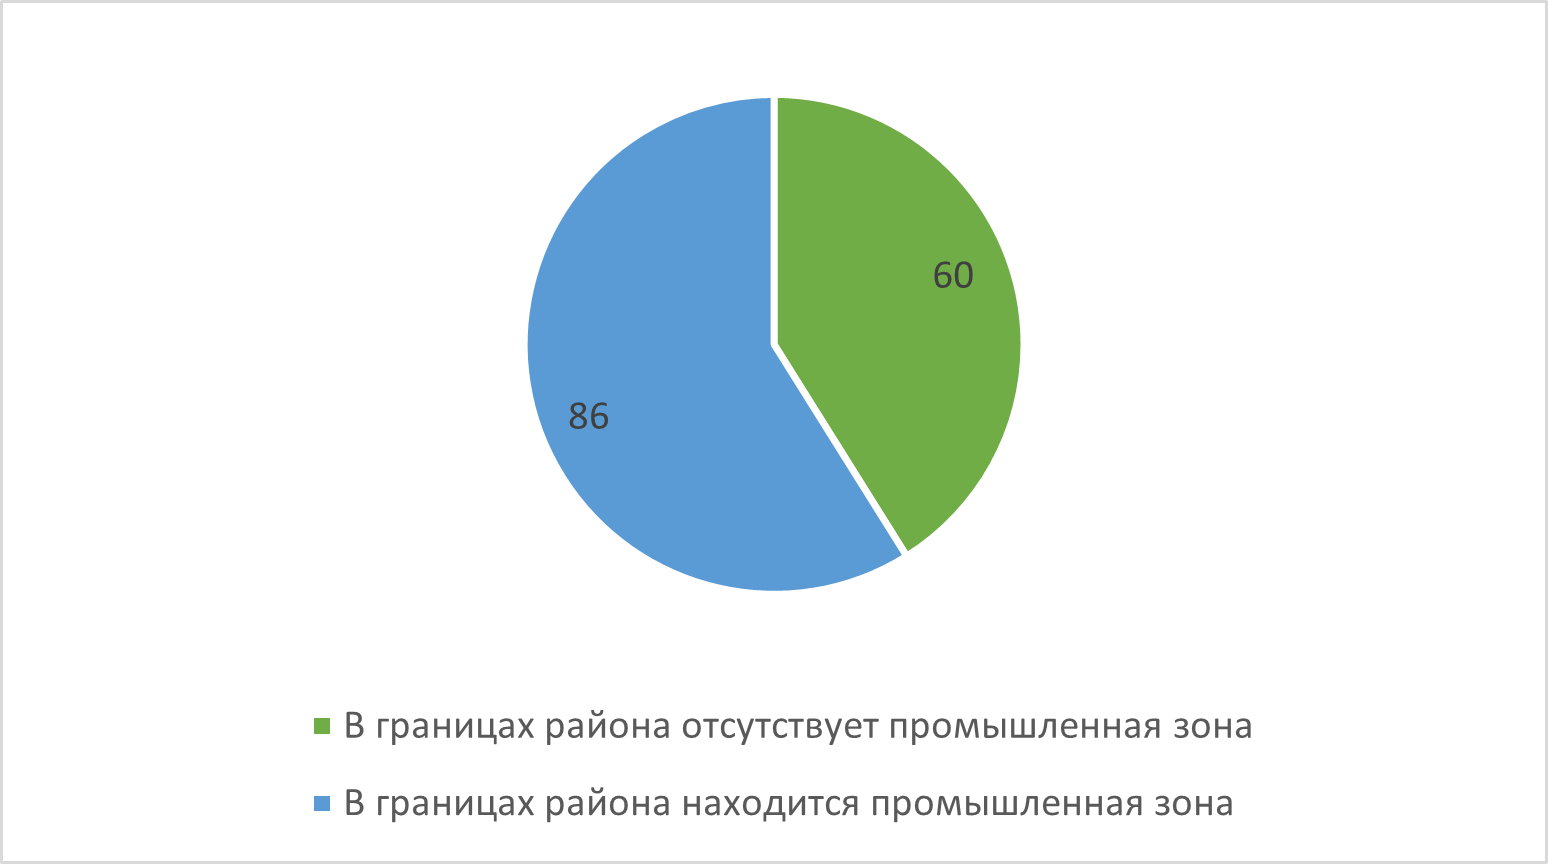 60
86
В границах района отсутствует промышленная зона
В границах района находится промышленная зона